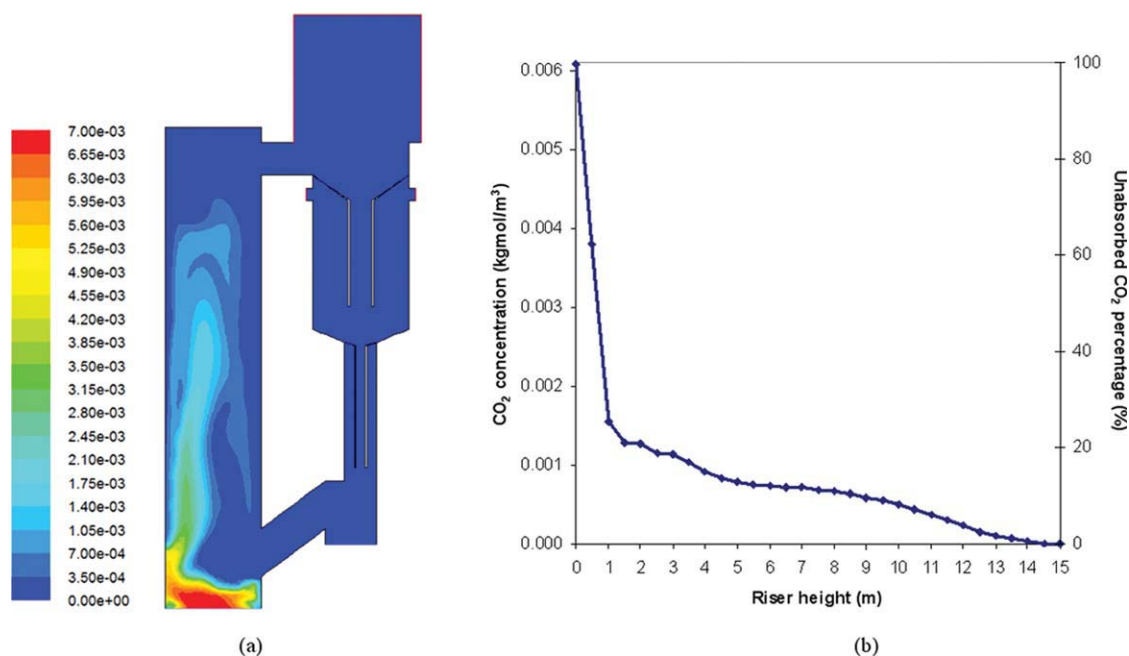 7.00e-03
6.65e-03
6.30e-03
5.95e-03
5.60e-03
5.25e-03
4.90e-03
4.55e-03
4.20e-03
3.85e-03
3.50e-03
3.15e-03
2.80e-03
2.45e-03
2.10e-03
1.75e-03
1.40e-03
1.05e-03
7.00e-04
3.50e-04
0.00e+00
(a)
CO₂ concentration (kgmol/m³)
0.006
0.005
0.004
0.003
0.002
0.001
0.000
0 1 2 3 4 5 6 7 8 9 10 11 12 13 14 15
Riser height (m)
100
80
60
40
20
0
Unabsorbed CO₂ percentage (%)
(b)